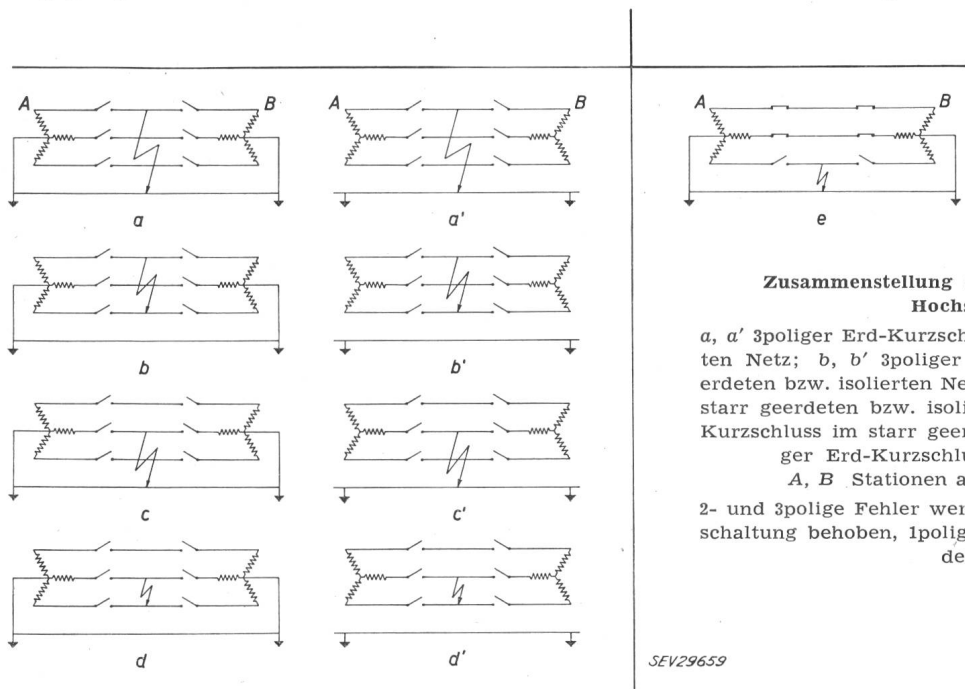 A B
a
A B
a'
A B
e
b
b'
c
c'
d
d'
Zusammenstellung
Hochs
a, a' 3poliger Erd-Kurzsch
ten Netz; b, b' 3poliger
erdeten bzw. isolierten Ne
starr geerdeten bzw. isoli
Kurzschluss im starr geer
ger Erd-Kurzschlu
A, B Stationen a
2- und 3polige Fehler wer
schaltung behoben, 1polig
de
SEV29659